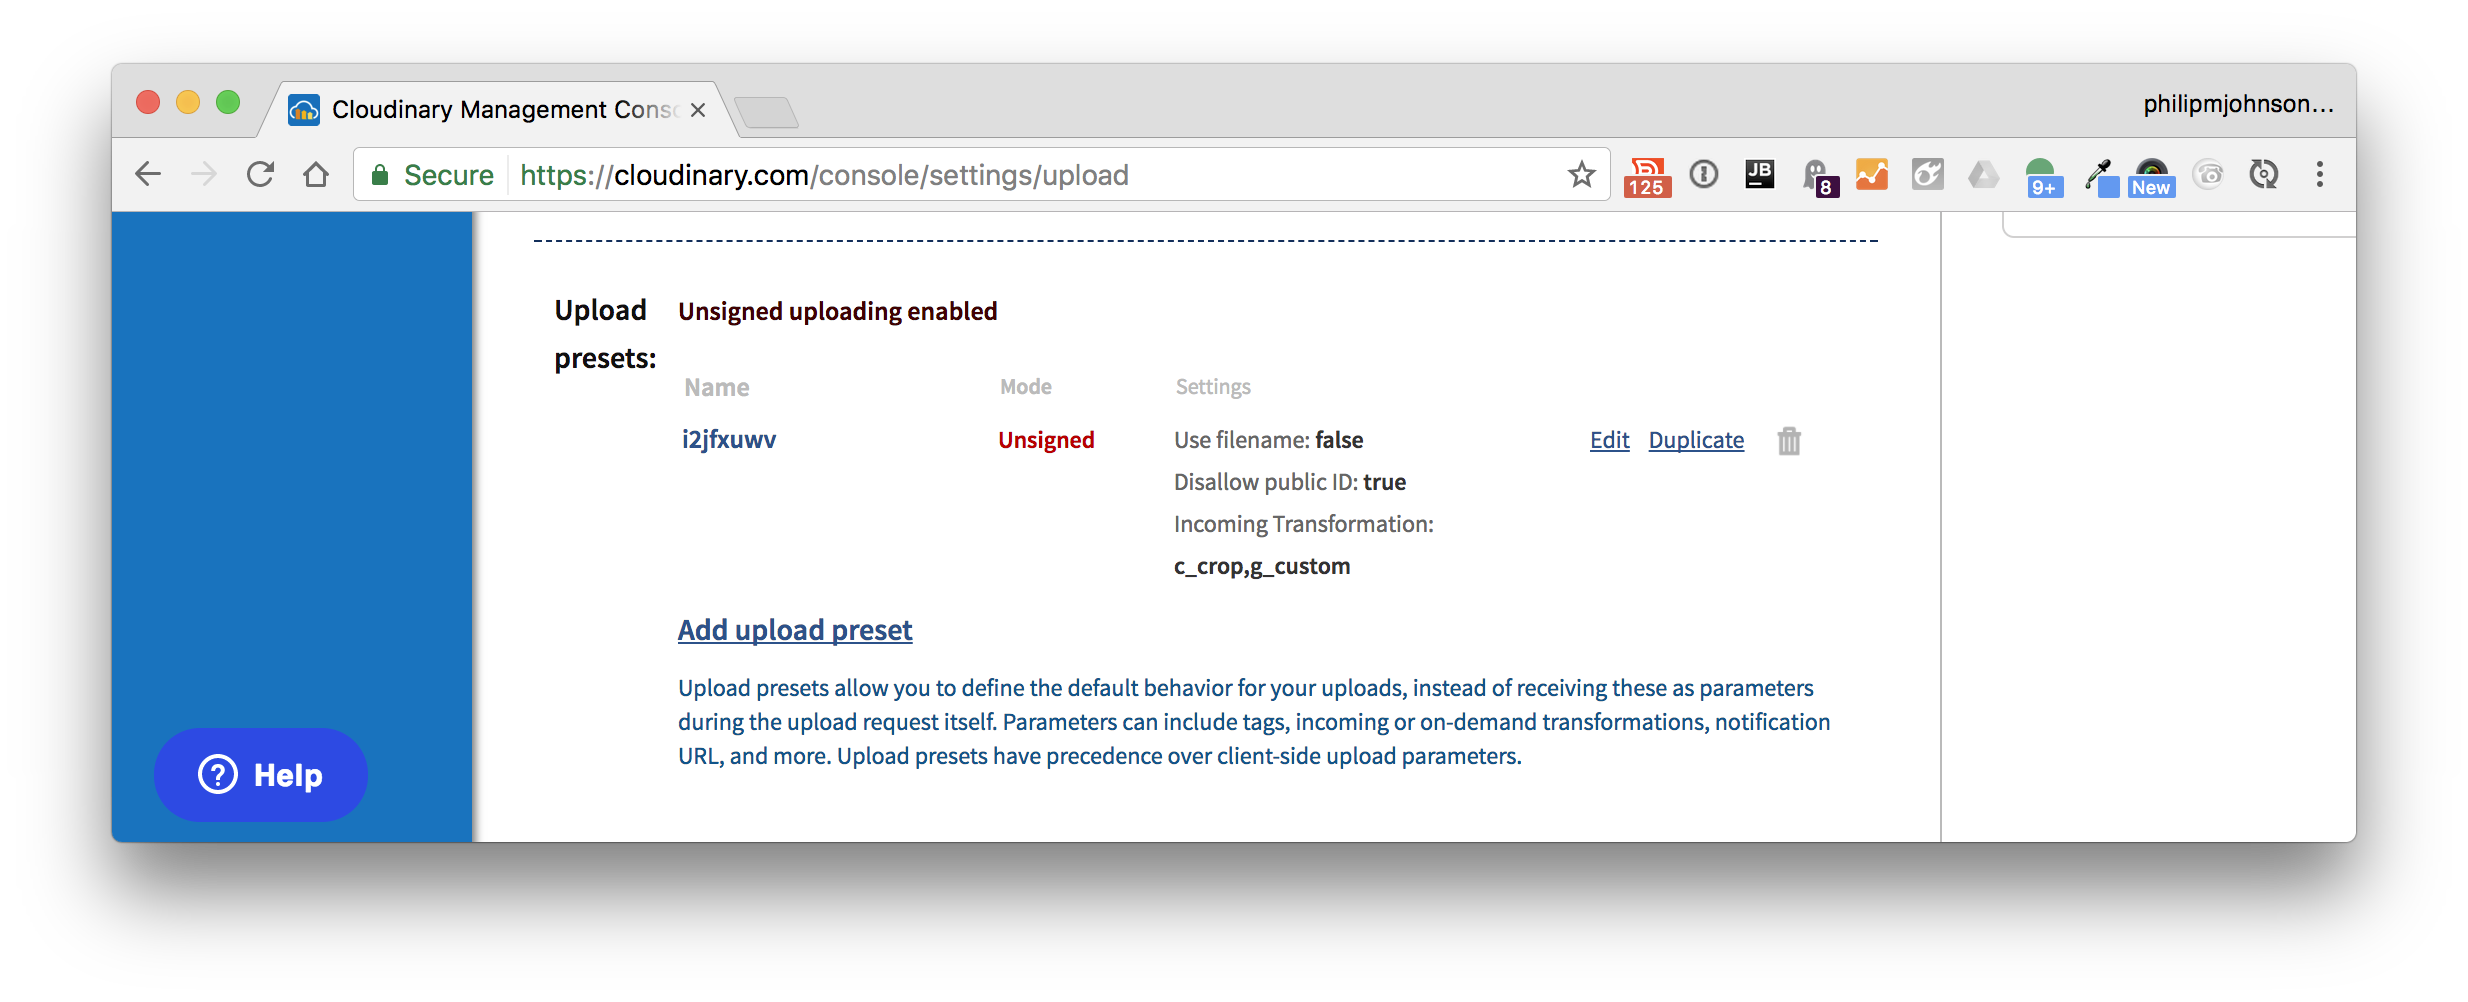 Cloudinary Management Conso
philipmjohnson...
Secure https://cloudinary.com/console/settings/upload
125
JB
8
9+
New
Upload presets:
Unsigned uploading enabled
Name Mode Settings
i2jfxuwv Unsigned Use filename: false Edit Duplicate
Disallow public ID: true
Incoming Transformation:
c_crop,g_custom
Add upload preset
Upload presets allow you to define the default behavior for your uploads, instead of receiving these as parameters
during the upload request itself. Parameters can include tags, incoming or on-demand transformations, notification
URL, and more. Upload presets have precedence over client-side upload parameters.
? Help